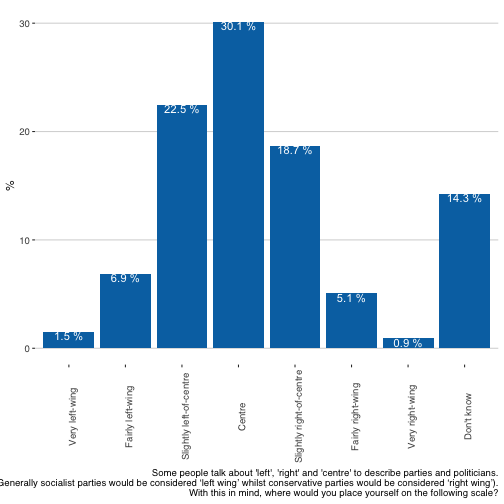 %
30
20
10
0
1.5 %
6.9 %
22.5 %
30.1 %
18.7 %
5.1 %
0.9 %
14.3 %
Very left-wing
Fairly left-wing
Slightly left-of-centre
Centre
Slightly right-of-centre
Fairly right-wing
Very right-wing
Don't know
Some people talk about 'left', 'right' and 'centre' to describe parties and politicians.
Generally socialist parties would be considered ‘left wing’ whilst conservative parties would be considered ‘right wing’).
With this in mind, where would you place yourself on the following scale?